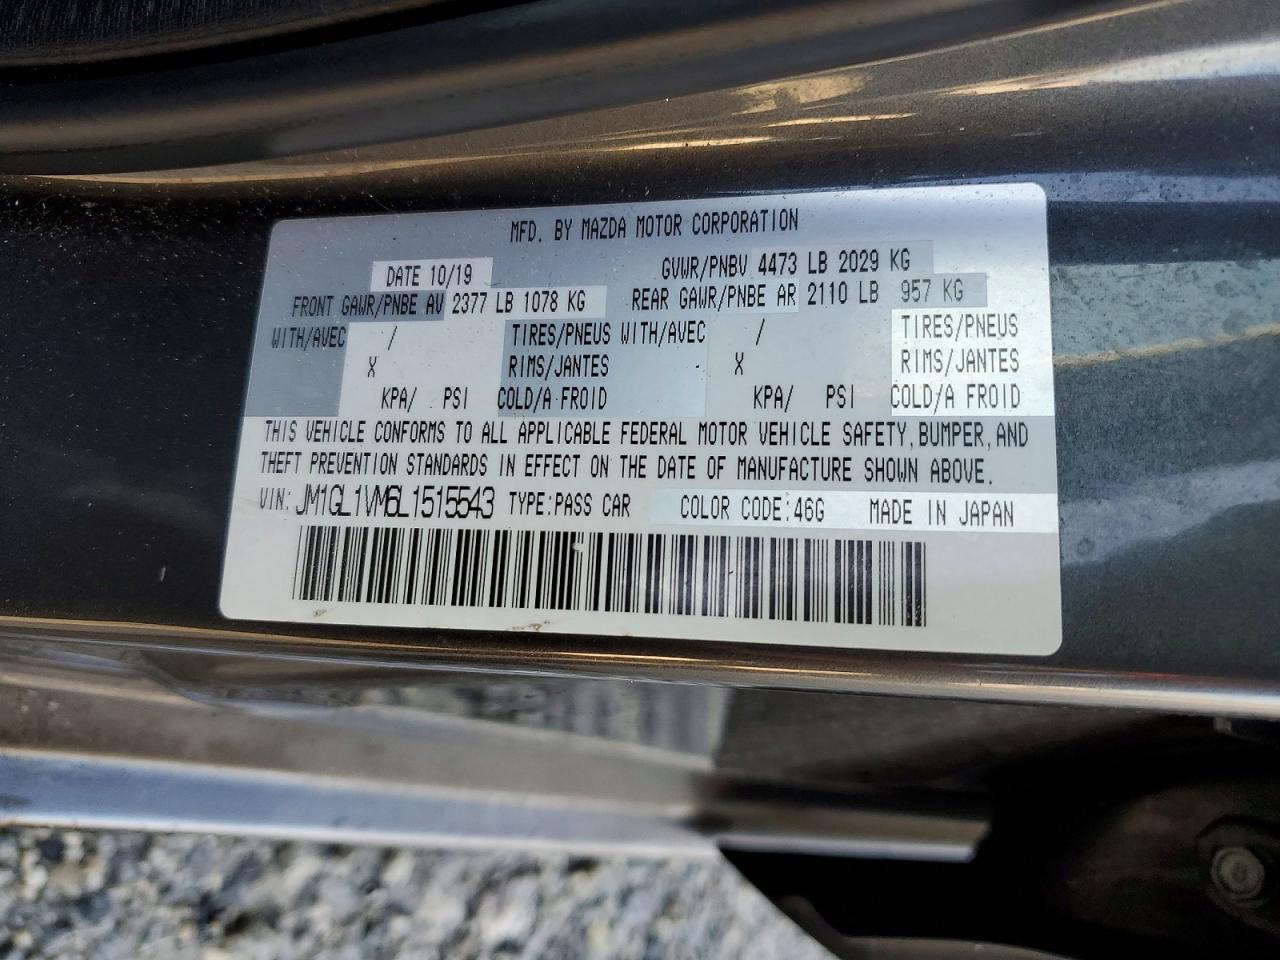 MFD. BY MAZDA MOTOR CORPORATION
DATE 10/19 GVWR/PNBV 4473 LB 2029 KG
FRONT GAWR/PNBE AV 2377 LB 1078 KG REAR GAWR/PNBE AR 2110 LB 957 KG
WITH/AVEC / TIRES/PNEUS WITH/AVEC / TIRES/PNEUS
X RIMS/JANTES X RIMS/JANTES
KPA/ PSI COLD/A FROID KPA/ PSI COLD/A FROID
THIS VEHICLE CONFORMS TO ALL APPLICABLE FEDERAL MOTOR VEHICLE SAFETY, BUMPER, AND
THEFT PREVENTION STANDARDS IN EFFECT ON THE DATE OF MANUFACTURE SHOWN ABOVE.
VIN: JM1GL1VM6L1515543 TYPE:PASS CAR COLOR CODE:46G MADE IN JAPAN